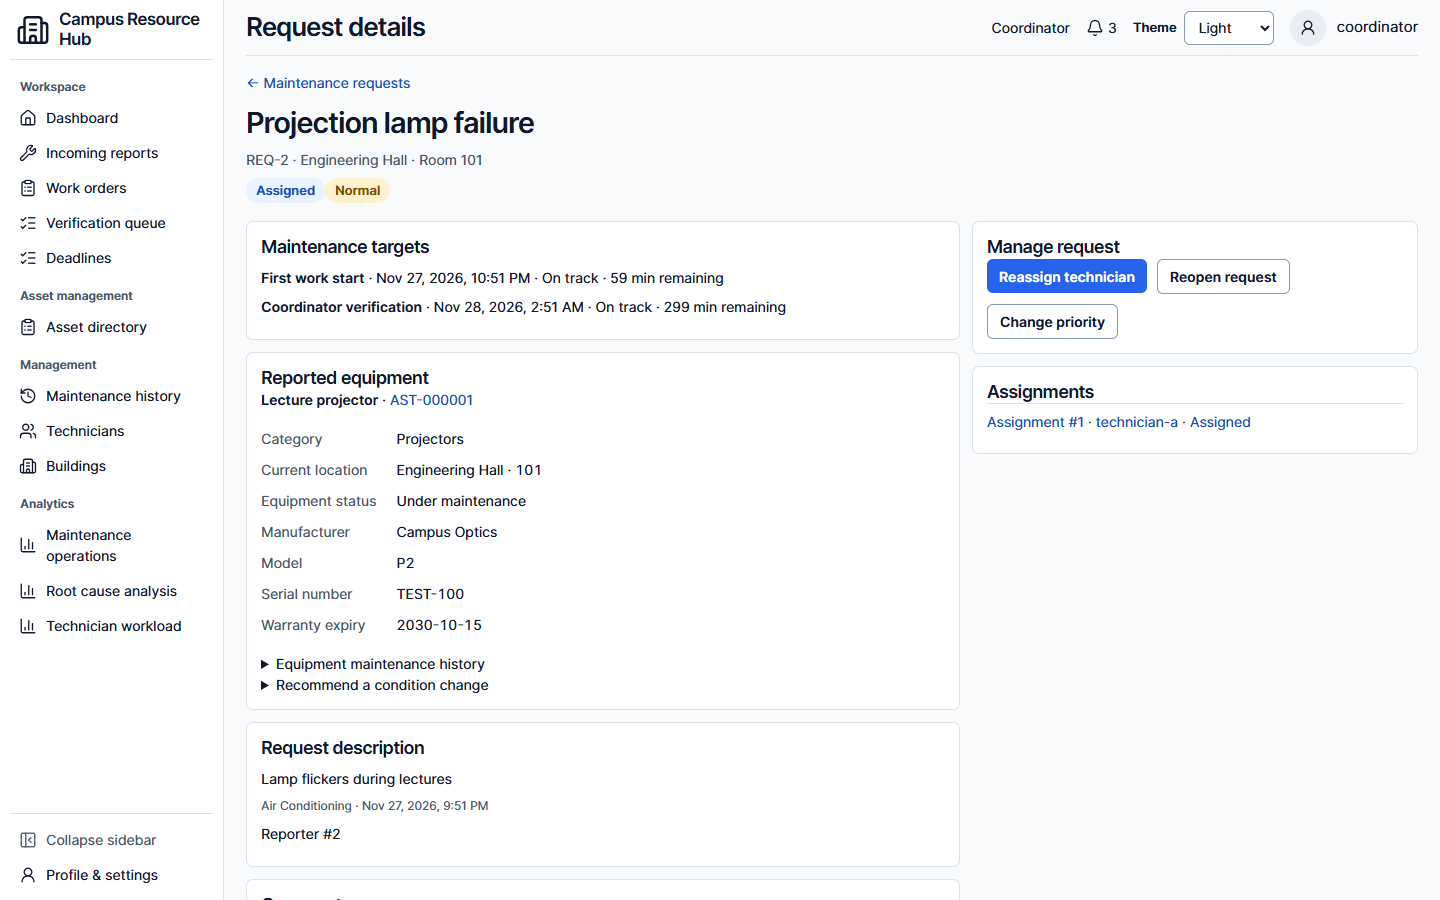 Campus Resource
Hub
Workspace
Dashboard
Incoming reports
Work orders
Verification queue
Deadlines
Asset management
Asset directory
Management
Maintenance history
Technicians
Buildings
Analytics
Maintenance
operations
Root cause analysis
Technician workload
Collapse sidebar
Profile & settings
Request details
Coordinator 3 Theme Light coordinator
← Maintenance requests
Projection lamp failure
REQ-2 · Engineering Hall · Room 101
Assigned Normal
Maintenance targets
First work start · Nov 27, 2026, 10:51 PM · On track · 59 min remaining
Coordinator verification · Nov 28, 2026, 2:51 AM · On track · 299 min remaining
Reported equipment
Lecture projector · AST-000001
Category Projectors
Current location Engineering Hall · 101
Equipment status Under maintenance
Manufacturer Campus Optics
Model P2
Serial number TEST-100
Warranty expiry 2030-10-15
Equipment maintenance history
Recommend a condition change
Request description
Lamp flickers during lectures
Air Conditioning · Nov 27, 2026, 9:51 PM
Reporter #2
Manage request
Reassign technician Reopen request
Change priority
Assignments
Assignment #1 · technician-a · Assigned